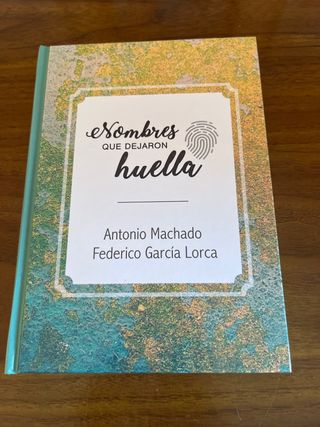 Nombres
QUE DEJARON
huella
Antonio Machado
Federico García Lorca